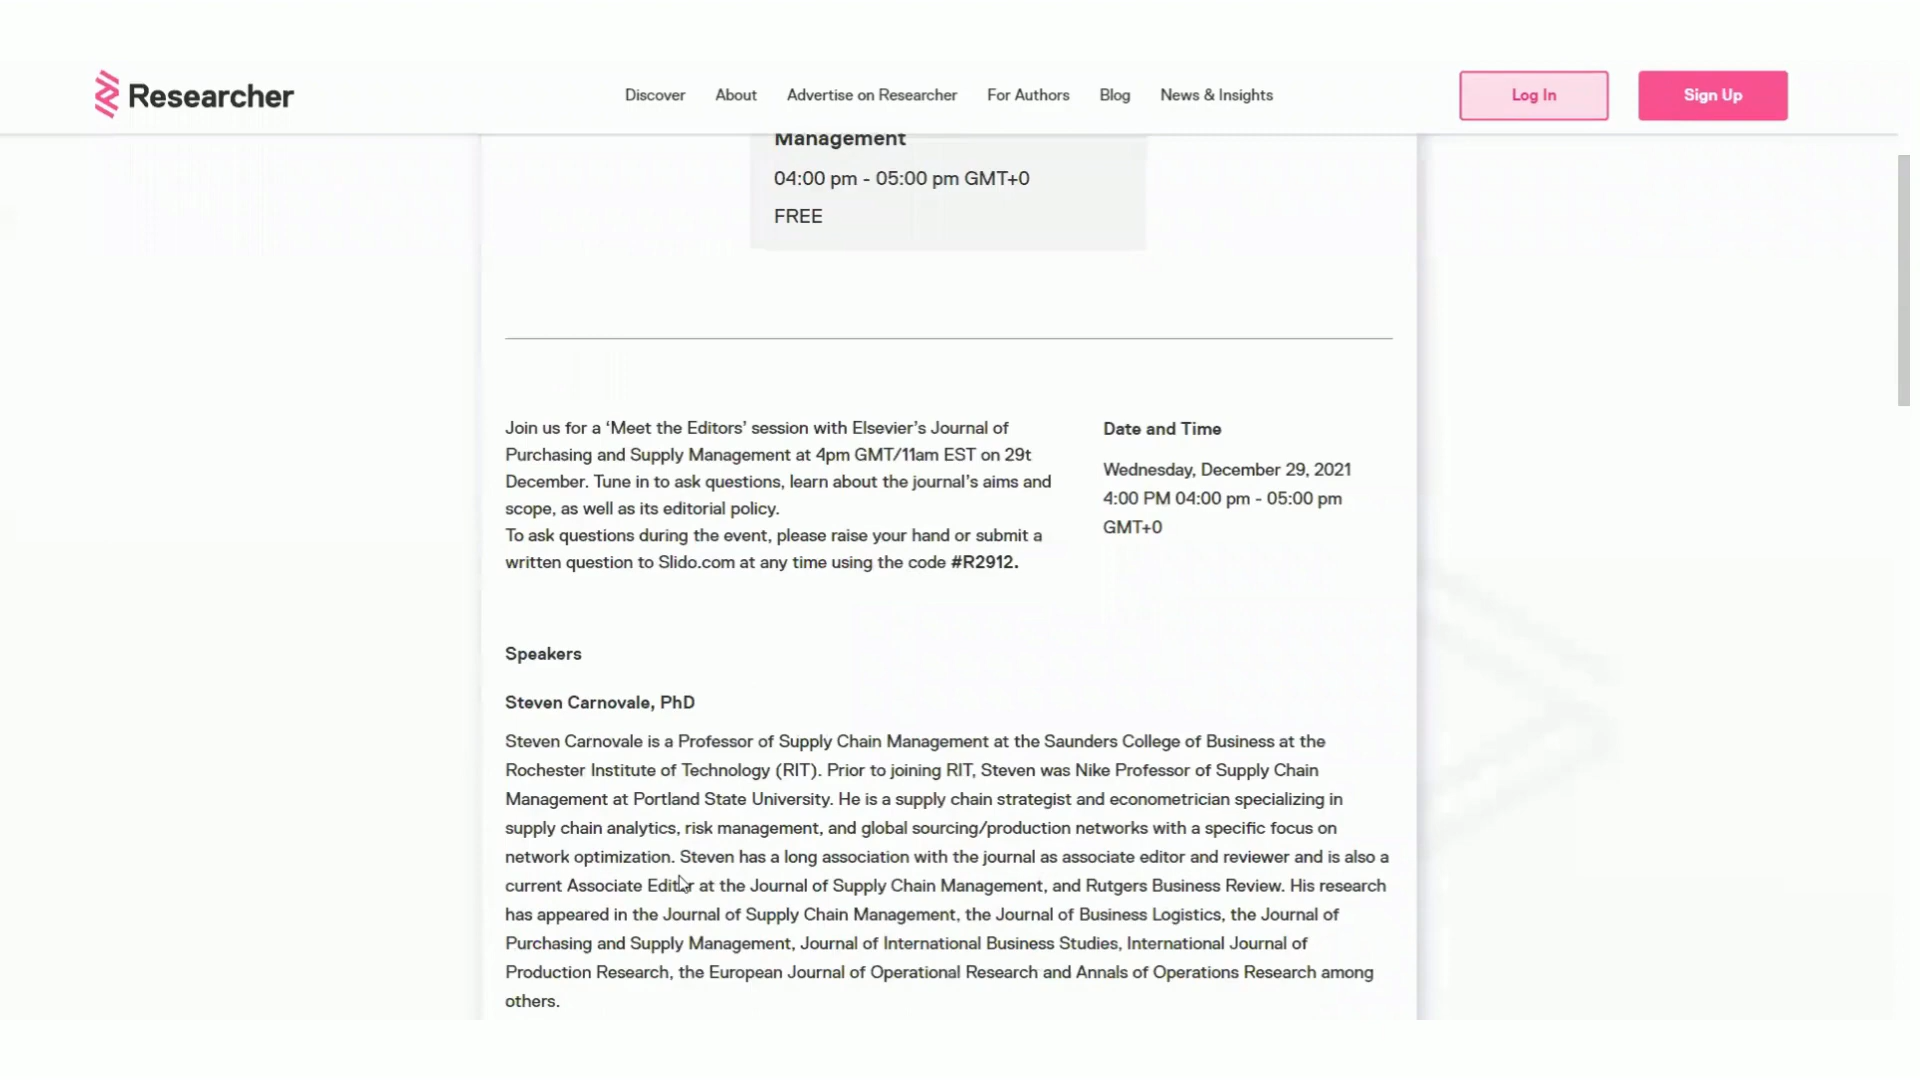 Researcher
Discover
About
Advertise on Researcher
For Authors
Blog
News & Insights
Log In
Sign Up
Management
04:00 pm - 05:00 pm GMT+0
FREE
Join us for a ‘Meet the Editors’ session with Elsevier’s Journal of
Purchasing and Supply Management at 4pm GMT/11am EST on 29t
December. Tune in to ask questions, learn about the journal’s aims and
scope, as well as its editorial policy.
To ask questions during the event, please raise your hand or submit a
written question to Slido.com at any time using the code #R2912.
Date and Time
Wednesday, December 29, 2021
4:00 PM 04:00 pm - 05:00 pm
GMT+0
Speakers
Steven Carnovale, PhD
Steven Carnovale is a Professor of Supply Chain Management at the Saunders College of Business at the
Rochester Institute of Technology (RIT). Prior to joining RIT, Steven was Nike Professor of Supply Chain
Management at Portland State University. He is a supply chain strategist and econometrician specializing in
supply chain analytics, risk management, and global sourcing/production networks with a specific focus on
network optimization. Steven has a long association with the journal as associate editor and reviewer and is also a
current Associate Editor at the Journal of Supply Chain Management, and Rutgers Business Review. His research
has appeared in the Journal of Supply Chain Management, the Journal of Business Logistics, the Journal of
Purchasing and Supply Management, Journal of International Business Studies, International Journal of
Production Research, the European Journal of Operational Research and Annals of Operations Research among
others.